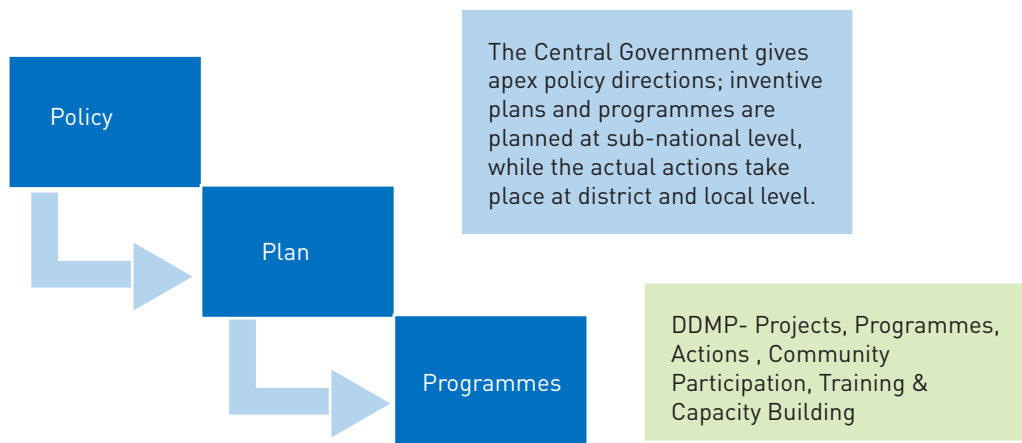 The Central Government gives
apex policy directions; inventive
plans and programmes are
planned at sub-national level,
while the actual actions take
place at district and local level.
Policy
Plan
DDMP- Projects, Programmes,
Actions , Community
Participation, Training &
Capacity Building
Programmes